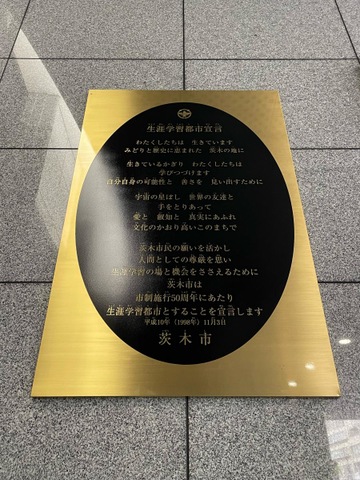 生涯学習都市宣言
わたくしたちは 生きています
みどりと歴史に恵まれた 茨木の地に
生きているかぎり わたくしたちは
学びつづけます
自分自身の可能性と 善さを 見い出すために
宇宙の星ぼし 世界の友達と
手をとりあって
愛と 叡知と 真実にあふれ
文化のかおり高いこのまちで
茨木市民の願いを活かし
人間としての尊厳を思い
生涯学習の場と機会をささえるために
茨木市は
市制施行50周年にあたり
生涯学習都市とすることを宣言します
平成10年（1998年）11月3日
茨木市